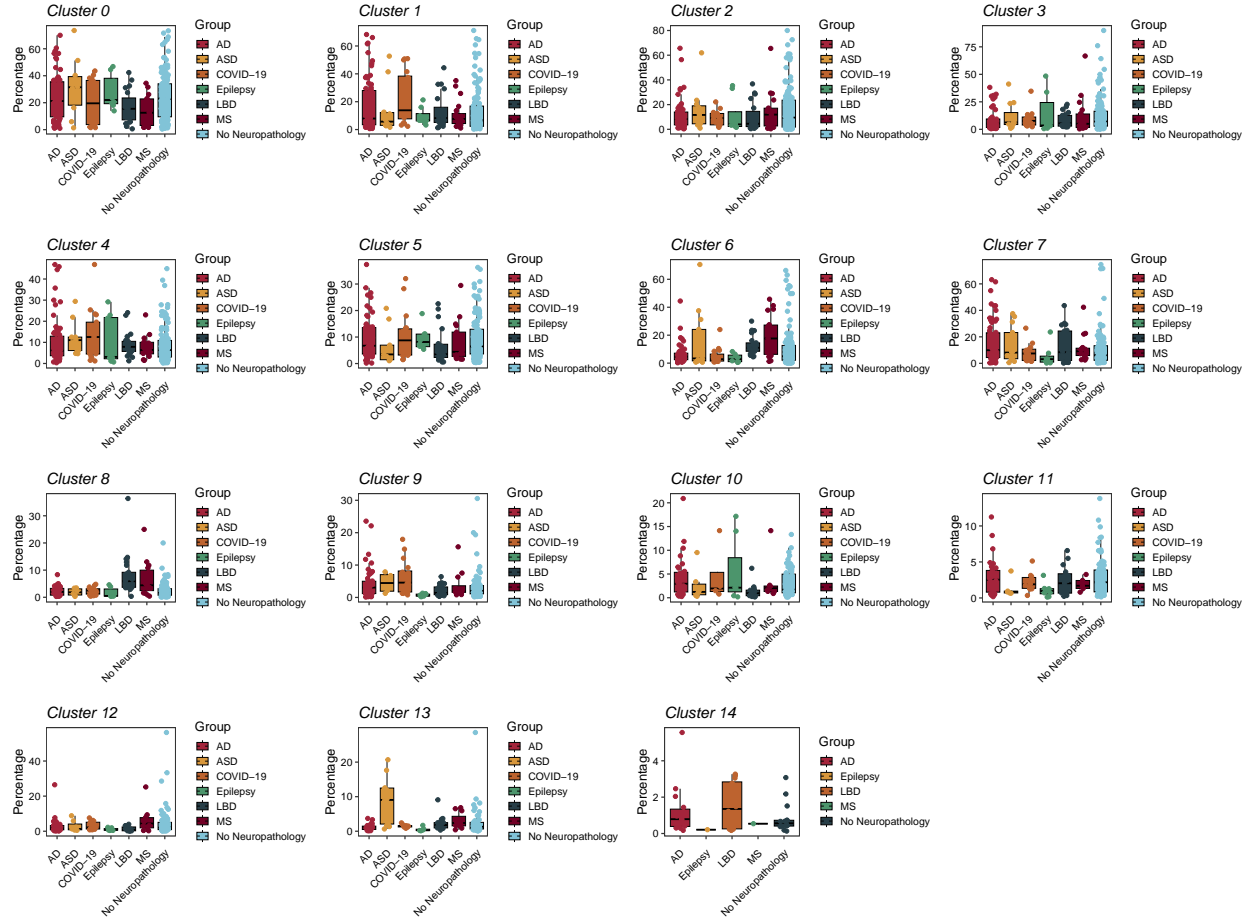 Cluster 0
Percentage
60
40
20
0
AD
ASD
COVID−19
Epilepsy
LBD
MS
No Neuropathology
Group
AD
ASD
COVID−19
Epilepsy
LBD
MS
No Neuropathology
Cluster 1
Percentage
60
40
20
0
AD
ASD
COVID−19
Epilepsy
LBD
MS
No Neuropathology
Group
AD
ASD
COVID−19
Epilepsy
LBD
MS
No Neuropathology
Cluster 2
Percentage
80
60
40
20
0
AD
ASD
COVID−19
Epilepsy
LBD
MS
No Neuropathology
Group
AD
ASD
COVID−19
Epilepsy
LBD
MS
No Neuropathology
Cluster 3
Percentage
75
50
25
0
AD
ASD
COVID−19
Epilepsy
LBD
MS
No Neuropathology
Group
AD
ASD
COVID−19
Epilepsy
LBD
MS
No Neuropathology
Cluster 4
Percentage
40
30
20
10
0
AD
ASD
COVID−19
Epilepsy
LBD
MS
No Neuropathology
Group
AD
ASD
COVID−19
Epilepsy
LBD
MS
No Neuropathology
Cluster 5
Percentage
30
20
10
0
AD
ASD
COVID−19
Epilepsy
LBD
MS
No Neuropathology
Group
AD
ASD
COVID−19
Epilepsy
LBD
MS
No Neuropathology
Cluster 6
Percentage
60
40
20
0
AD
ASD
COVID−19
Epilepsy
LBD
MS
No Neuropathology
Group
AD
ASD
COVID−19
Epilepsy
LBD
MS
No Neuropathology
Cluster 7
Percentage
60
40
20
0
AD
ASD
COVID−19
Epilepsy
LBD
MS
No Neuropathology
Group
AD
ASD
COVID−19
Epilepsy
LBD
MS
No Neuropathology
Cluster 8
Percentage
30
20
10
0
AD
ASD
COVID−19
Epilepsy
LBD
MS
No Neuropathology
Group
AD
ASD
COVID−19
Epilepsy
LBD
MS
No Neuropathology
Cluster 9
Percentage
30
20
10
0
AD
ASD
COVID−19
Epilepsy
LBD
MS
No Neuropathology
Group
AD
ASD
COVID−19
Epilepsy
LBD
MS
No Neuropathology
Cluster 10
Percentage
20
15
10
5
0
AD
ASD
COVID−19
Epilepsy
LBD
MS
No Neuropathology
Group
AD
ASD
COVID−19
Epilepsy
LBD
MS
No Neuropathology
Cluster 11
Percentage
10
5
0
AD
ASD
COVID−19
Epilepsy
LBD
MS
No Neuropathology
Group
AD
ASD
COVID−19
Epilepsy
LBD
MS
No Neuropathology
Cluster 12
Percentage
40
20
0
AD
ASD
COVID−19
Epilepsy
LBD
MS
No Neuropathology
Group
AD
ASD
COVID−19
Epilepsy
LBD
MS
No Neuropathology
Cluster 13
Percentage
20
10
0
AD
ASD
COVID−19
Epilepsy
LBD
MS
No Neuropathology
Group
AD
ASD
COVID−19
Epilepsy
LBD
MS
No Neuropathology
Cluster 14
Percentage
4
2
0
AD
Epilepsy
LBD
MS
No Neuropathology
Group
AD
Epilepsy
LBD
MS
No Neuropathology